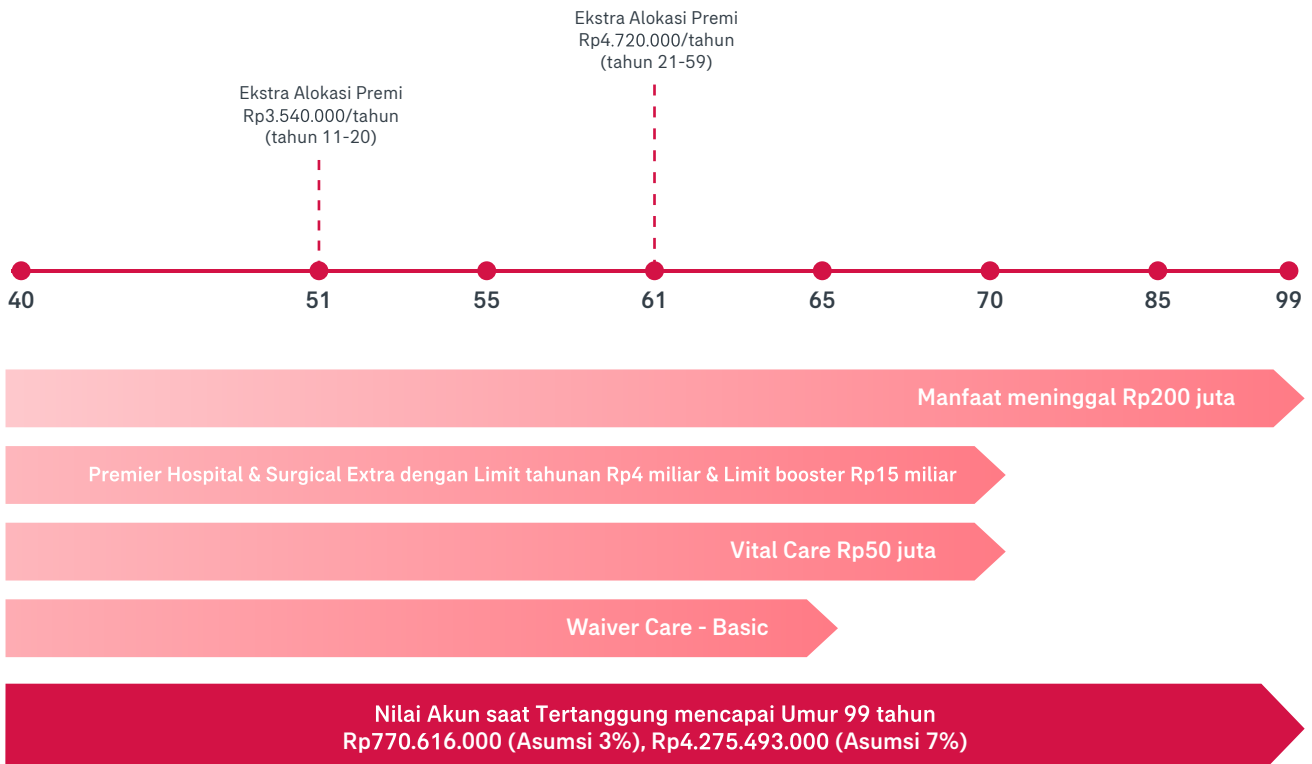 Ekstra Alokasi Premi
Rp4.720.000/tahun
(tahun 21-59)
Ekstra Alokasi Premi
Rp3.540.000/tahun
(tahun 11-20)
40 51 55 61 65 70 85 99
Manfaat meninggal Rp200 juta
Premier Hospital & Surgical Extra dengan Limit tahunan Rp4 miliar & Limit booster Rp15 miliar
Vital Care Rp50 juta
Waiver Care - Basic
Nilai Akun saat Tertanggung mencapai Umur 99 tahun
Rp770.616.000 (Asumsi 3%), Rp4.275.493.000 (Asumsi 7%)